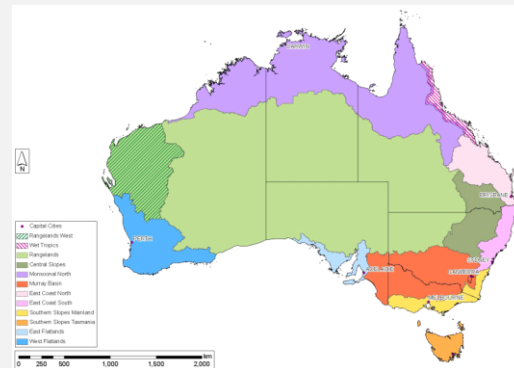 DARWIN
BRISBANE
PERTH
SYDNEY
ADELAIDE
CANBERRA
MELBOURNE
N
Capital Cities
Rangelands West
Wet Tropics
Rangelands
Central Slopes
Monsoonal North
Murray Basin
East Coast North
East Coast South
Southern Slopes Mainland
Southern Slopes Tasmania
East Flatlands
West Flatlands
km
0 250 500 1,000 1,500 2,000